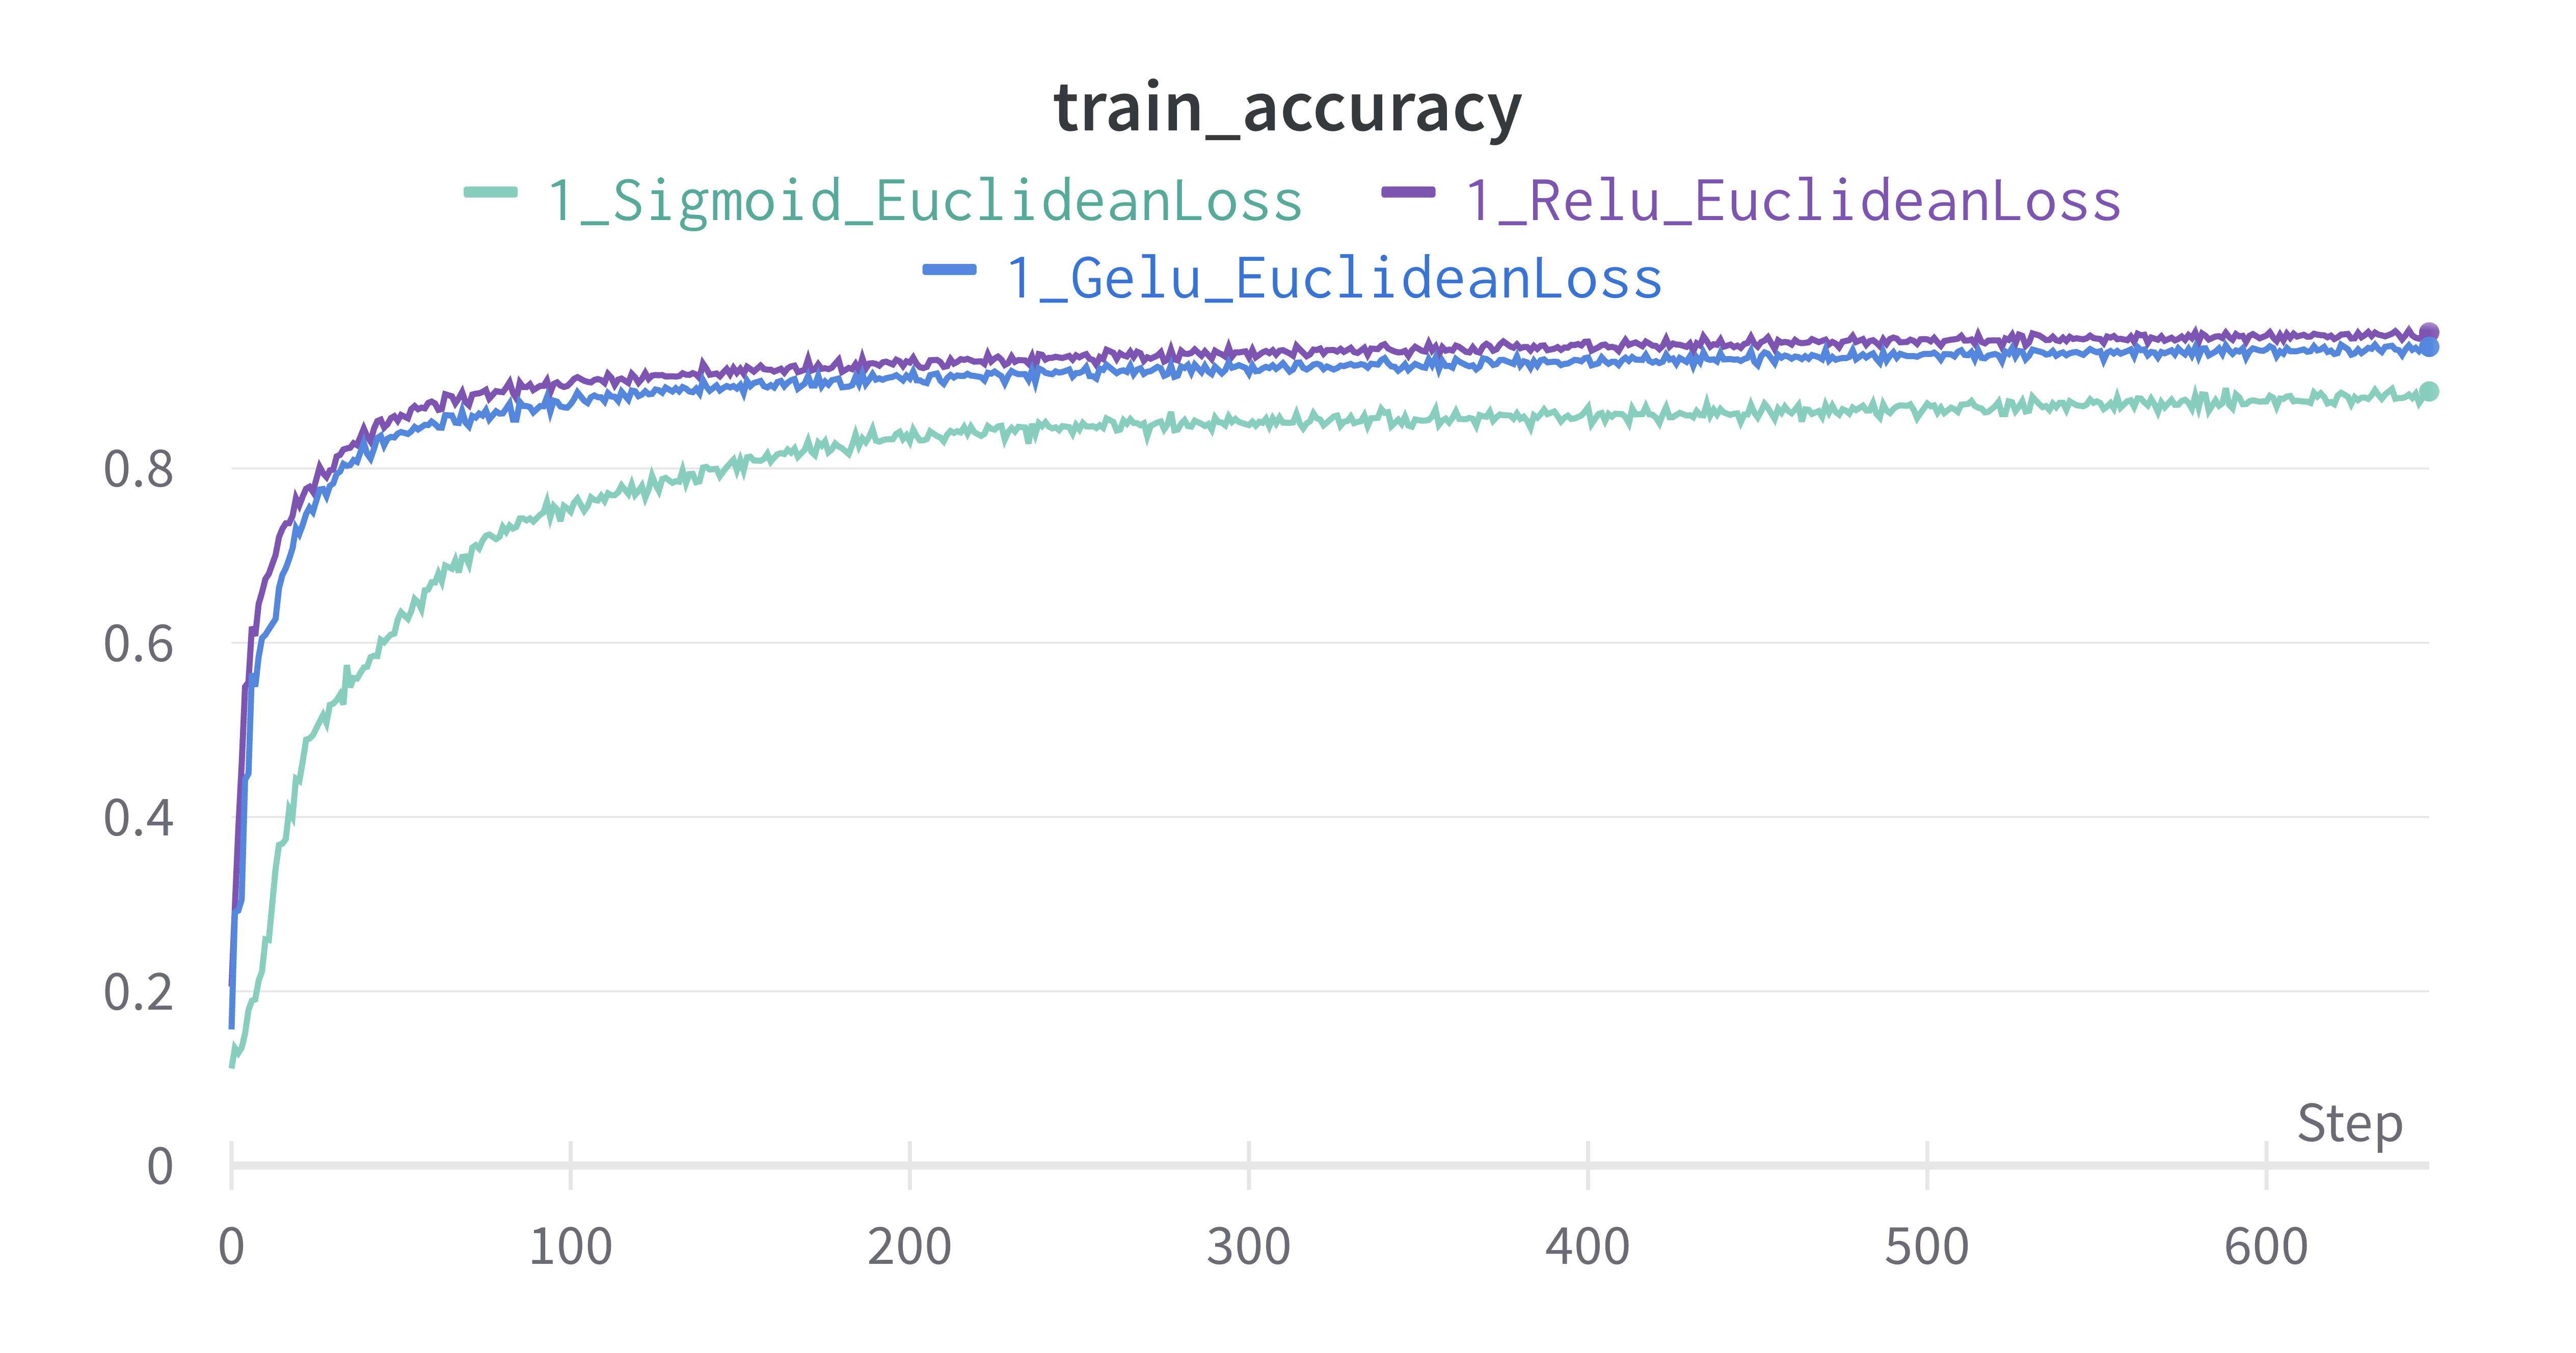 train_accuracy
1_Sigmoid_EuclideanLoss 1_Relu_EuclideanLoss
1_Gelu_EuclideanLoss
0.8
0.6
0.4
0.2
Step
0
0 100 200 300 400 500 600